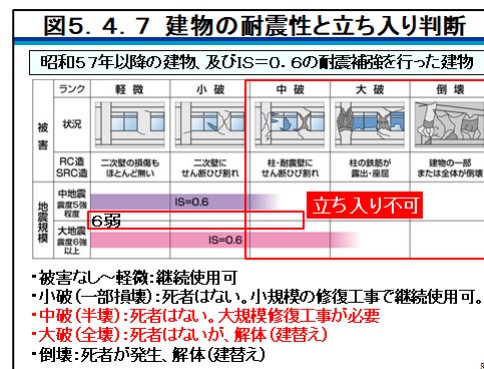 図5．4．7 建物の耐震性と立ち入り判断
昭和57年以降の建物、及びIS=0．6の耐震補強を行った建物
ランク 軽微 小破 中破 大破 倒壊
被害
状況
RC造 SRC造
二次壁の損傷も ほとんど無い
二次壁に せん断ひび割れ
柱・耐震壁に せん断ひび割れ
柱の鉄筋が 露出・座屈
建物の一部 または全体が倒壊
地震規模
中地震 震度5強 程度
IS=0.6
立ち入り不可
6弱
大地震 震度6強 以上
IS=0.6
・被害なし～軽微：継続使用可
・小破（一部損壊）：死者はない。小規模の修復工事で継続使用可。
・中破（半壊）：死者はない。大規模修復工事が必要
・大破（全壊）：死者はないが、解体（建替え）
・倒壊：死者が発生、解体（建替え）